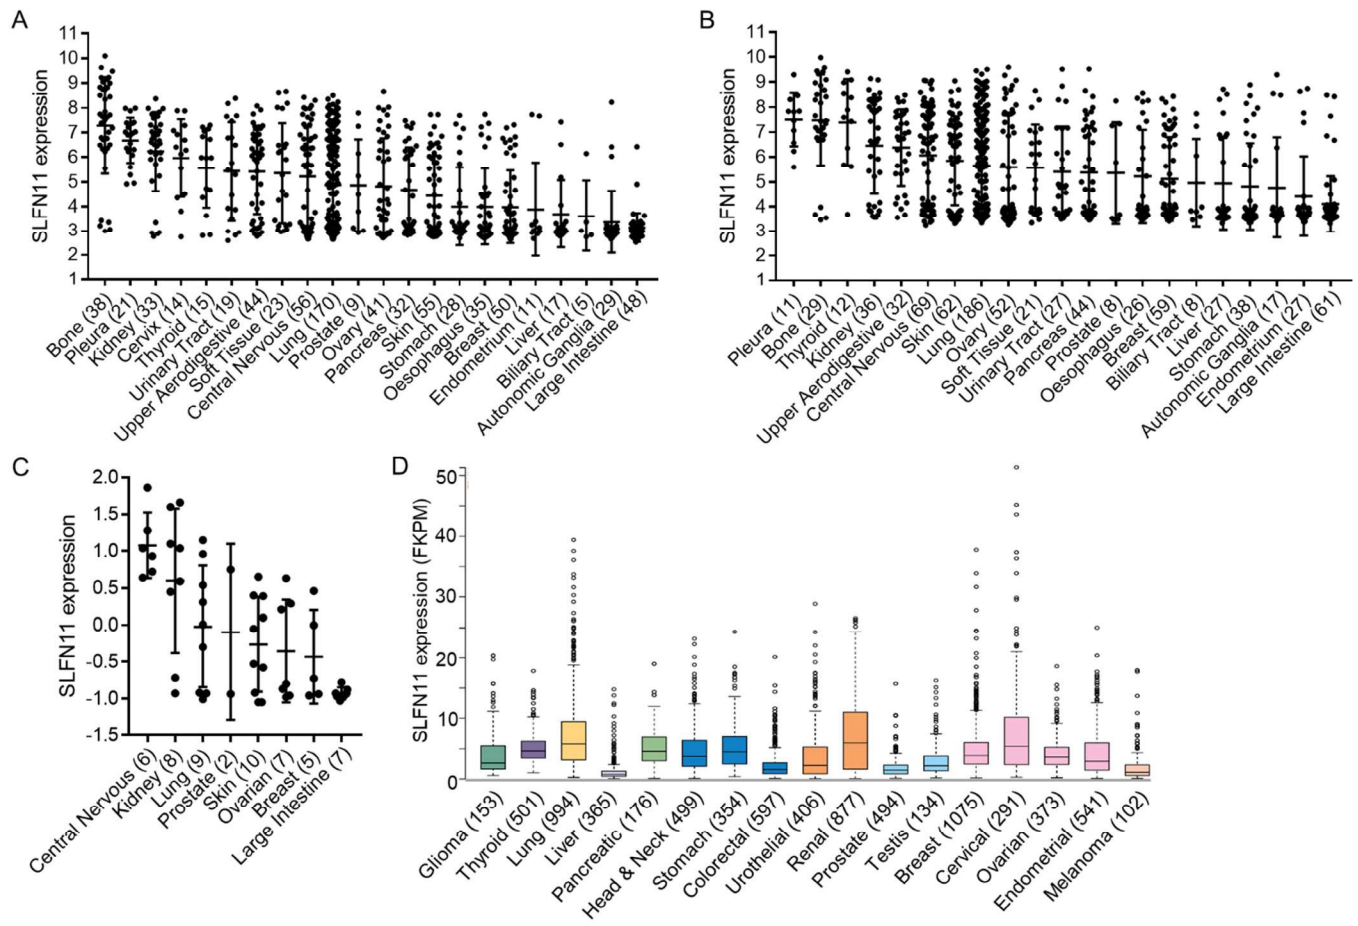 A
SLFN11 expression
11
10
9
8
7
6
5
4
3
2
1
Bone (38)
Pleura (21)
Kidney (33)
Cervix (14)
Thyroid (15)
Urinary Tract (19)
Upper Aerodigestive (44)
Soft Tissue (23)
Central Nervous (56)
Lung (170)
Prostate (9)
Ovary (41)
Pancreas (32)
Skin (55)
Stomach (28)
Oesophagus (35)
Breast (50)
Endometrium (11)
Liver (17)
Biliary Tract (5)
Autonomic Ganglia (29)
Large Intestine (48)
B
SLFN11 expression
11
10
9
8
7
6
5
4
3
2
1
Pleura (11)
Bone (29)
Thyroid (12)
Kidney (36)
Upper Aerodigestive (32)
Central Nervous (69)
Skin (62)
Lung (186)
Ovary (52)
Soft Tissue (21)
Urinary Tract (27)
Pancreas (44)
Prostate (8)
Oesophagus (26)
Breast (59)
Biliary Tract (8)
Liver (27)
Stomach (38)
Autonomic Ganglia (17)
Endometrium (27)
Large Intestine (61)
C
SLFN11 expression
2.0
1.5
1.0
0.5
0.0
-0.5
-1.0
-1.5
Central Nervous (6)
Kidney (8)
Lung (9)
Prostate (2)
Skin (10)
Ovarian (7)
Breast (5)
Large Intestine (7)
D
SLFN11 expression (FKPM)
50
40
30
20
10
0
Glioma (153)
Thyroid (501)
Lung (994)
Liver (365)
Pancreatic (176)
Head & Neck (499)
Stomach (354)
Colorectal (597)
Urothelial (406)
Renal (877)
Prostate (494)
Testis (134)
Breast (1075)
Cervical (291)
Ovarian (373)
Endometrial (541)
Melanoma (102)